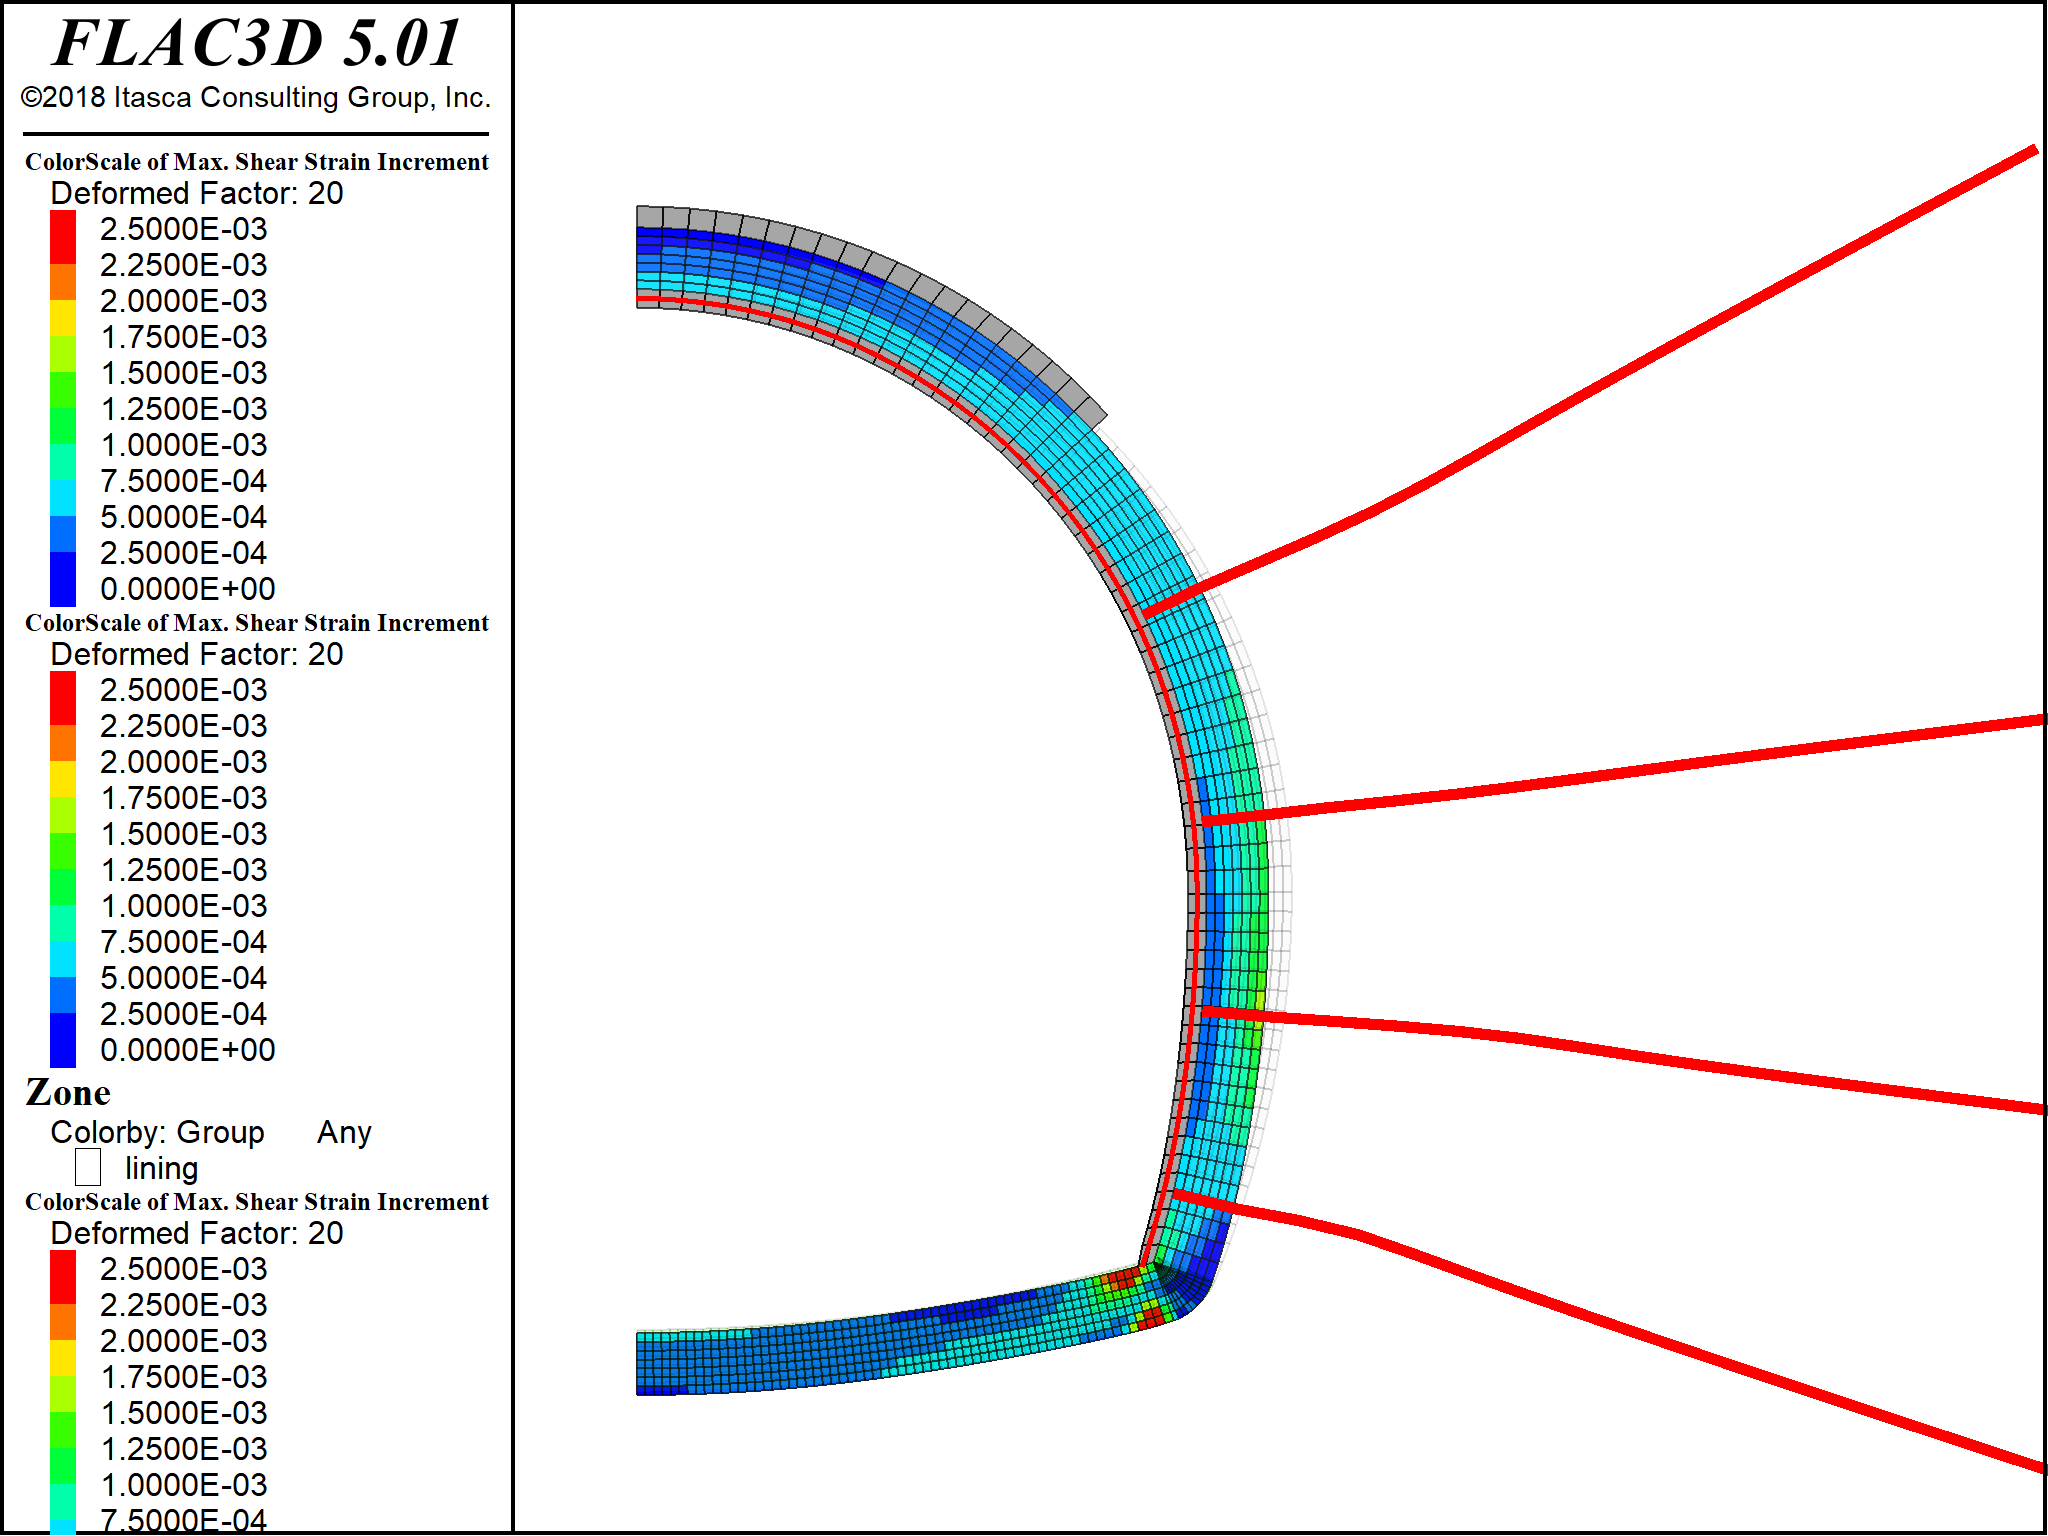 FLAC3D 5.01
©2018 Itasca Consulting Group, Inc.
ColorScale of Max. Shear Strain Increment
Deformed Factor: 20
2.5000E-03
2.2500E-03
2.0000E-03
1.7500E-03
1.5000E-03
1.2500E-03
1.0000E-03
7.5000E-04
5.0000E-04
2.5000E-04
0.0000E+00
ColorScale of Max. Shear Strain Increment
Deformed Factor: 20
2.5000E-03
2.2500E-03
2.0000E-03
1.7500E-03
1.5000E-03
1.2500E-03
1.0000E-03
7.5000E-04
5.0000E-04
2.5000E-04
0.0000E+00
Zone
Colorby: Group Any
lining
ColorScale of Max. Shear Strain Increment
Deformed Factor: 20
2.5000E-03
2.2500E-03
2.0000E-03
1.7500E-03
1.5000E-03
1.2500E-03
1.0000E-03
7.5000E-04